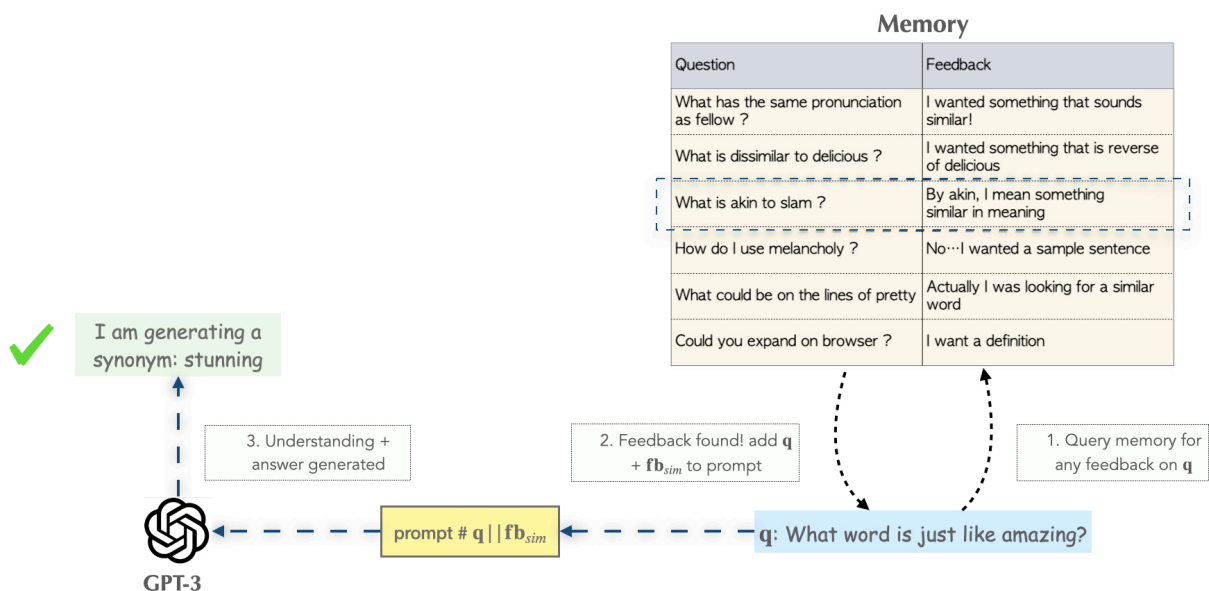 Memory
Question Feedback
What has the same pronunciation as fellow ?
I wanted something that sounds similar!
What is dissimilar to delicious ?
I wanted something that is reverse of delicious
What is akin to slam ?
By akin, I mean something similar in meaning
How do I use melancholy ?
No…I wanted a sample sentence
What could be on the lines of pretty
Actually I was looking for a similar word
Could you expand on browser ?
I want a definition
I am generating a
synonym: stunning
3. Understanding +
answer generated
2. Feedback found! add q
+ fb_sim to prompt
1. Query memory for
any feedback on q
prompt # q||fb_sim
q: What word is just like amazing?
GPT-3